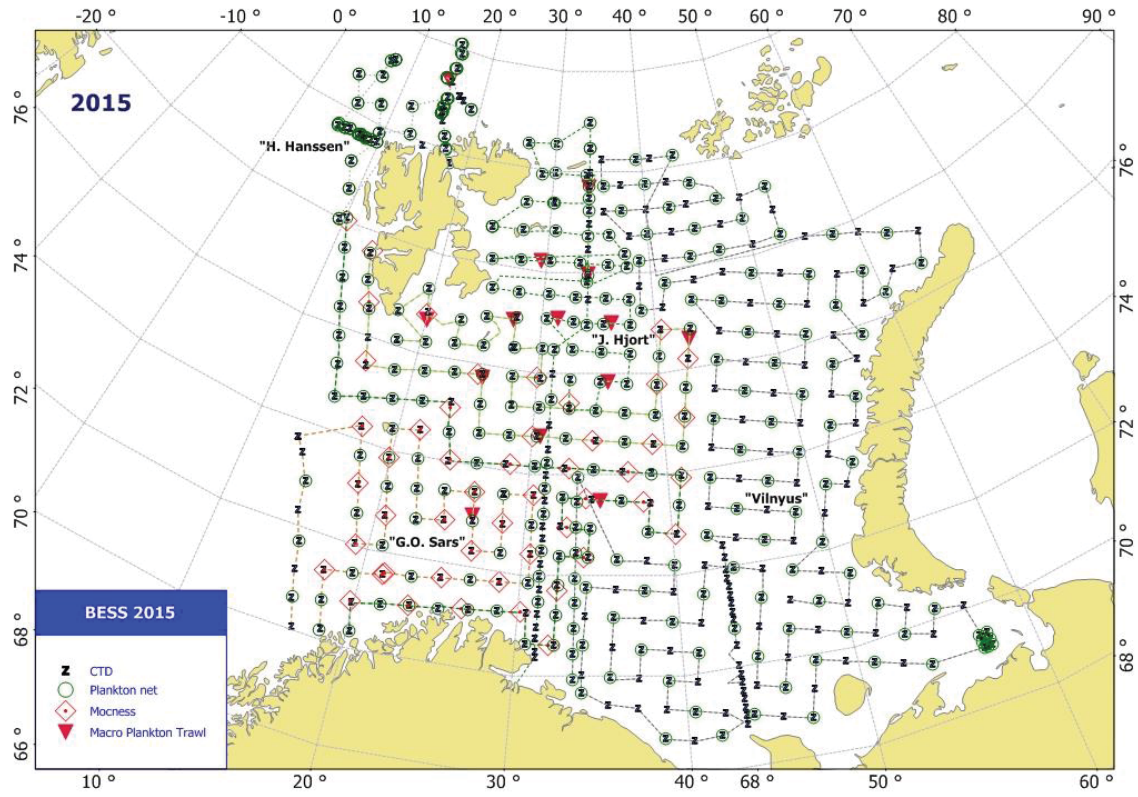 -20 ° -10 ° 0 ° 10 ° 20 ° 30 ° 40 ° 50 ° 60 ° 70 ° 80 ° 90 °
2015
76 °
"H. Hanssen"
76 °
74 °
74 °
"J. Hjort"
72 °
72 °
"Vilnyus"
70 °
70 °
"G.O. Sars"
BESS 2015
68 °
68 °
z CTD
Plankton net
Mocness
Macro Plankton Trawl
66 °
10 ° 20 ° 30 ° 40 ° 68 ° 50 ° 60 °